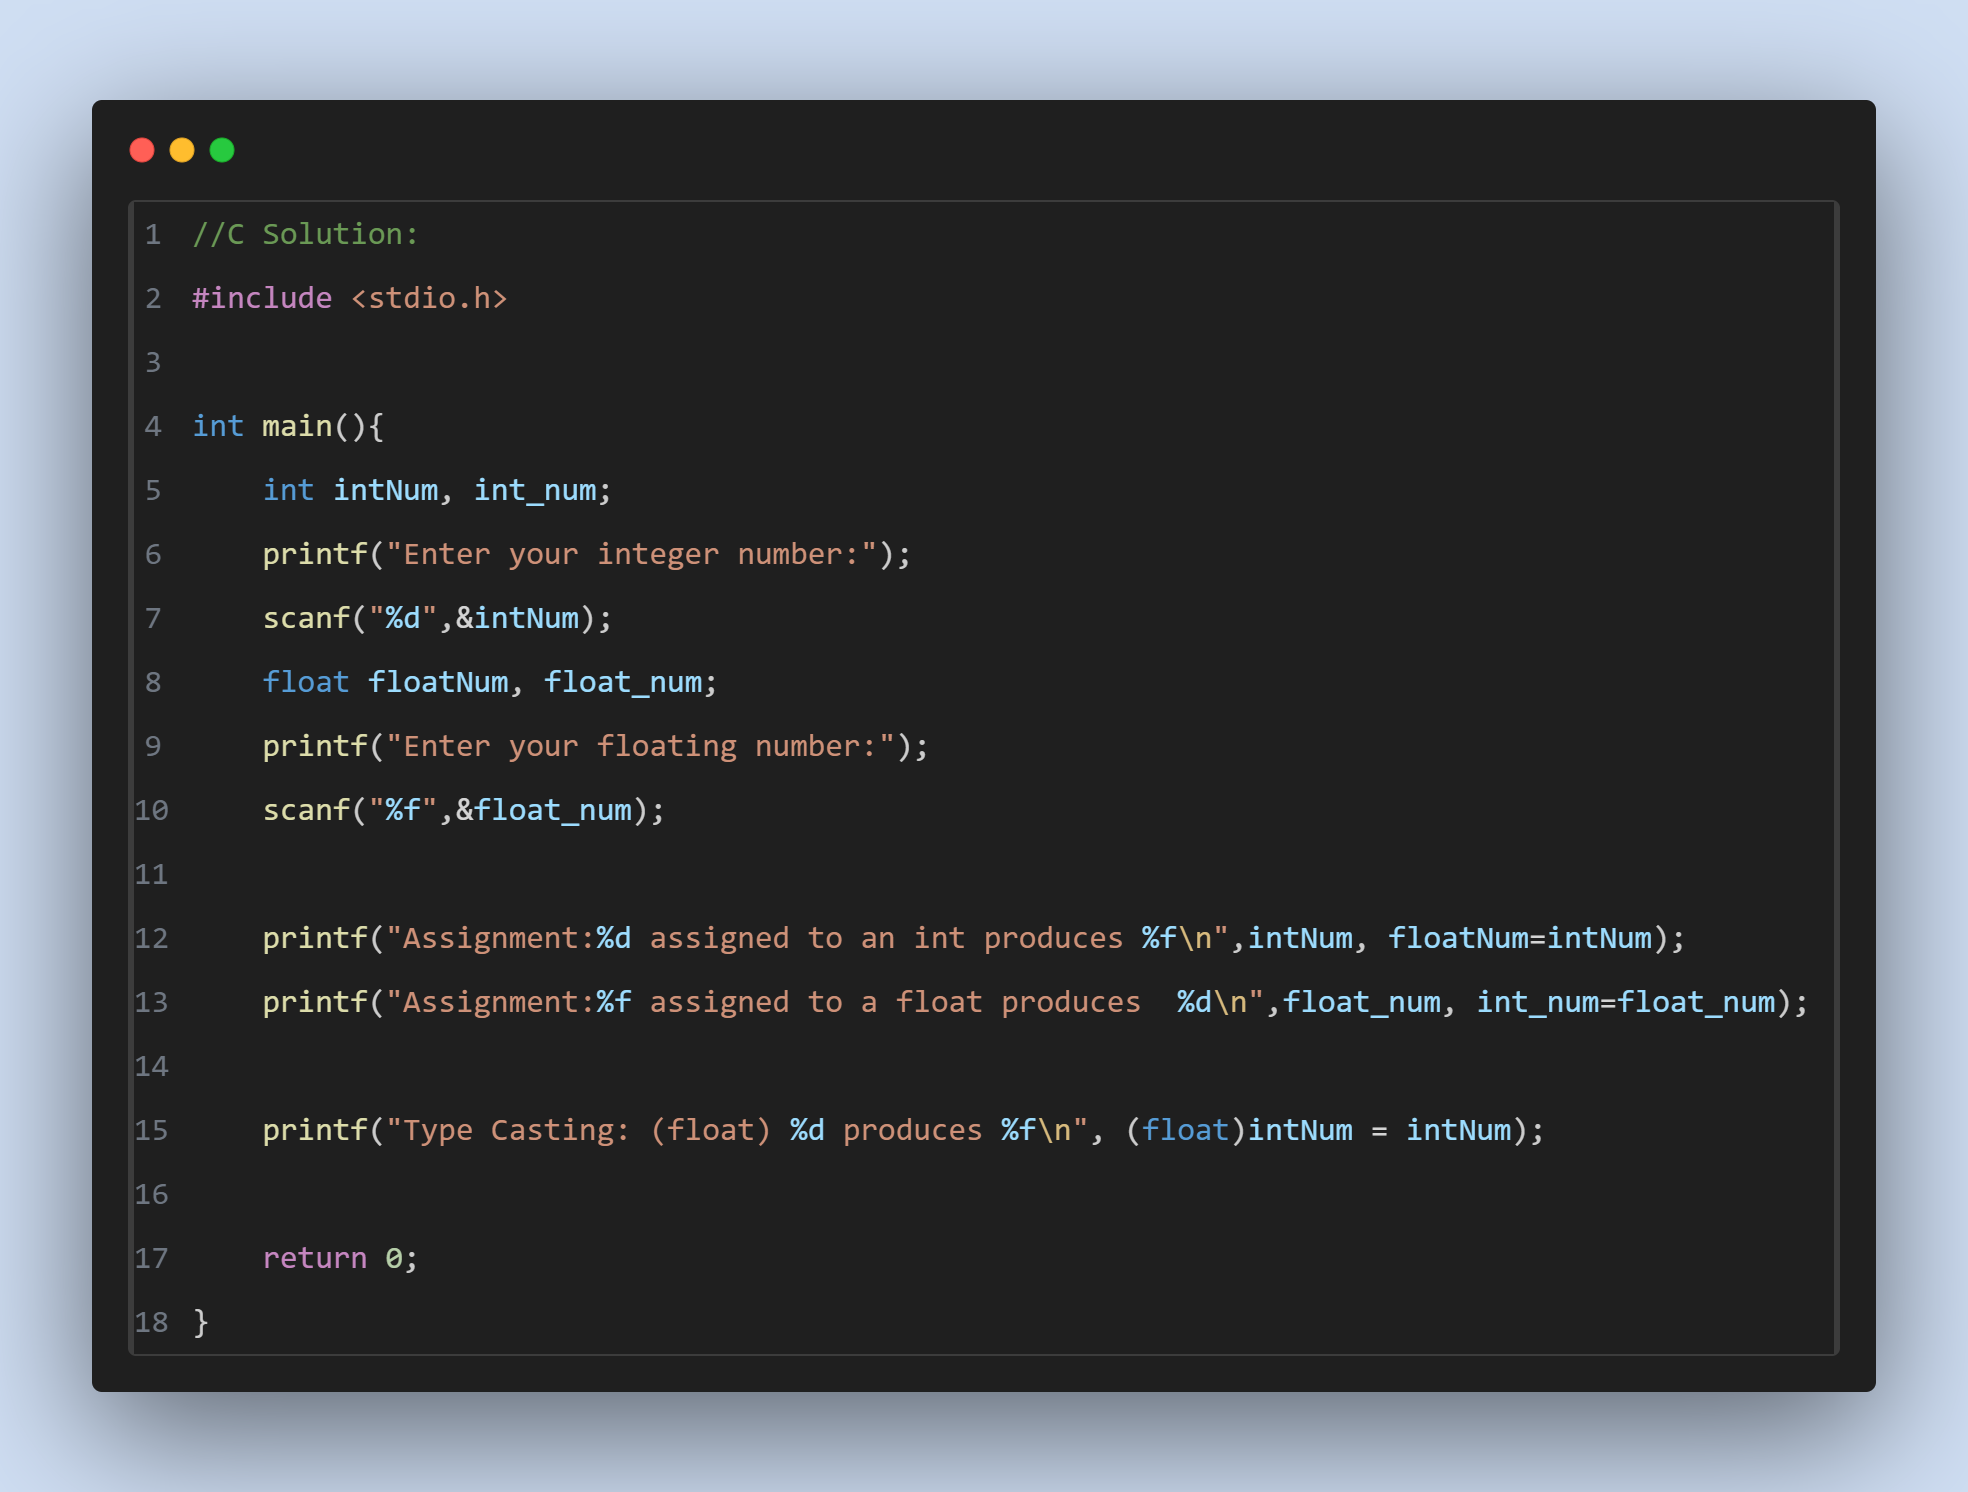 1 //C Solution:
2 #include <stdio.h>
3
4 int main(){
5     int intNum, int_num;
6     printf("Enter your integer number:");
7     scanf("%d",&intNum);
8     float floatNum, float_num;
9     printf("Enter your floating number:");
10     scanf("%f",&float_num);
11
12     printf("Assignment:%d assigned to an int produces %f\n",intNum, floatNum=intNum);
13     printf("Assignment:%f assigned to a float produces  %d\n",float_num, int_num=float_num);
14
15     printf("Type Casting: (float) %d produces %f\n", (float)intNum = intNum);
16
17     return 0;
18 }